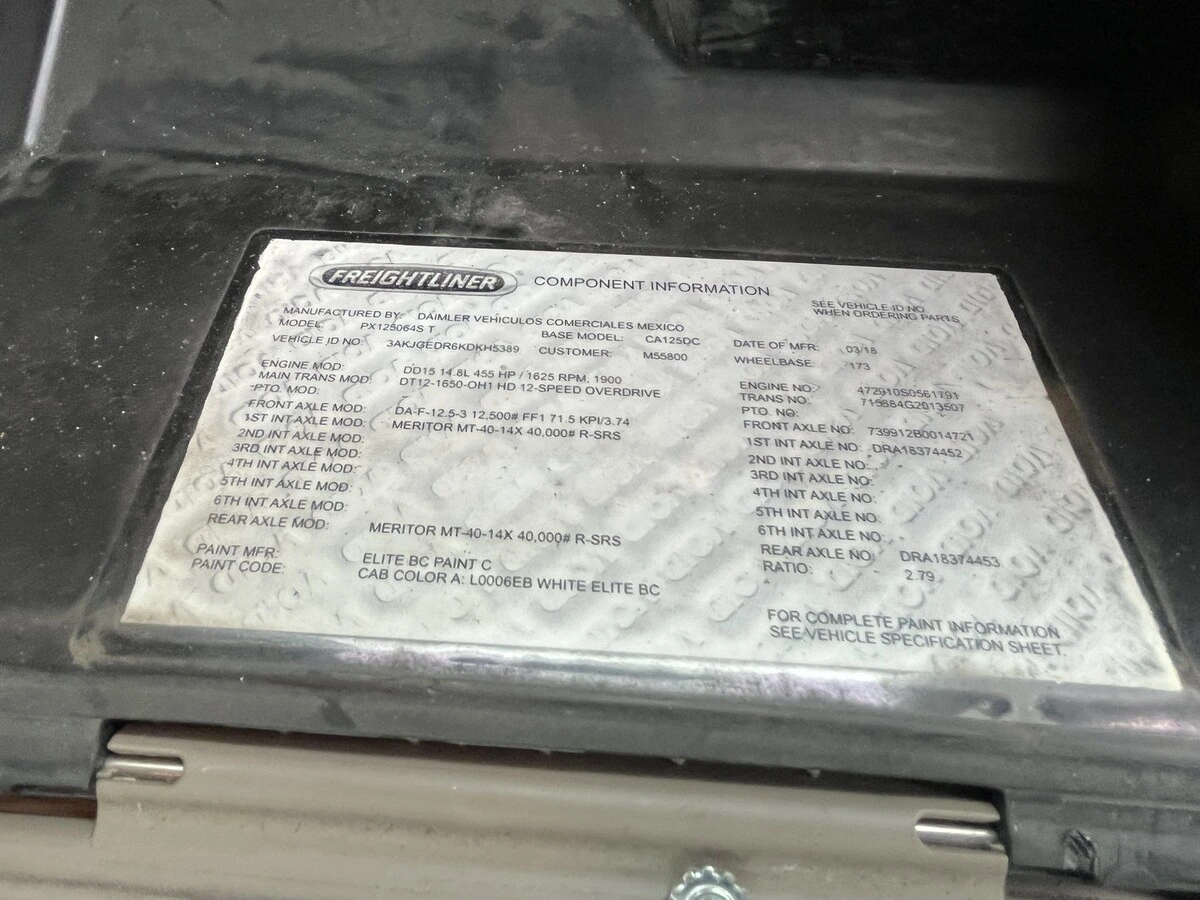 FREIGHTLINER COMPONENT INFORMATION
SEE VEHICLE ID NO.
WHEN ORDERING PARTS
MANUFACTURED BY: DAIMLER VEHICULOS COMERCIALES MEXICO
MODEL: PX125064S T BASE MODEL: CA125DC DATE OF MFR: 03/18
VEHICLE ID NO: 3AKJGEDR6KDKH5389 CUSTOMER: M55800 WHEELBASE: 173
ENGINE MOD: DD15 14.8L 455 HP / 1625 RPM, 1900 ENGINE NO: 472910S0561791
MAIN TRANS MOD: DT12-1650-OH1 HD 12-SPEED OVERDRIVE TRANS NO: 715884G2013507
PTO. MOD: PTO. NO:
FRONT AXLE MOD: DA-F-12.5-3 12,500# FF1 71.5 KPI/3.74 FRONT AXLE NO: 739912B0014721
1ST INT AXLE MOD: MERITOR MT-40-14X 40,000# R-SRS 1ST INT AXLE NO: DRA18374452
2ND INT AXLE MOD: 2ND INT AXLE NO:
3RD INT AXLE MOD: 3RD INT AXLE NO:
4TH INT AXLE MOD: 4TH INT AXLE NO:
5TH INT AXLE MOD: 5TH INT AXLE NO:
6TH INT AXLE MOD: 6TH INT AXLE NO:
REAR AXLE MOD: MERITOR MT-40-14X 40,000# R-SRS REAR AXLE NO: DRA18374453
RATIO: 2.79
PAINT MFR: ELITE BC PAINT C
PAINT CODE: CAB COLOR A: L0006EB WHITE ELITE BC
FOR COMPLETE PAINT INFORMATION
SEE VEHICLE SPECIFICATION SHEET.